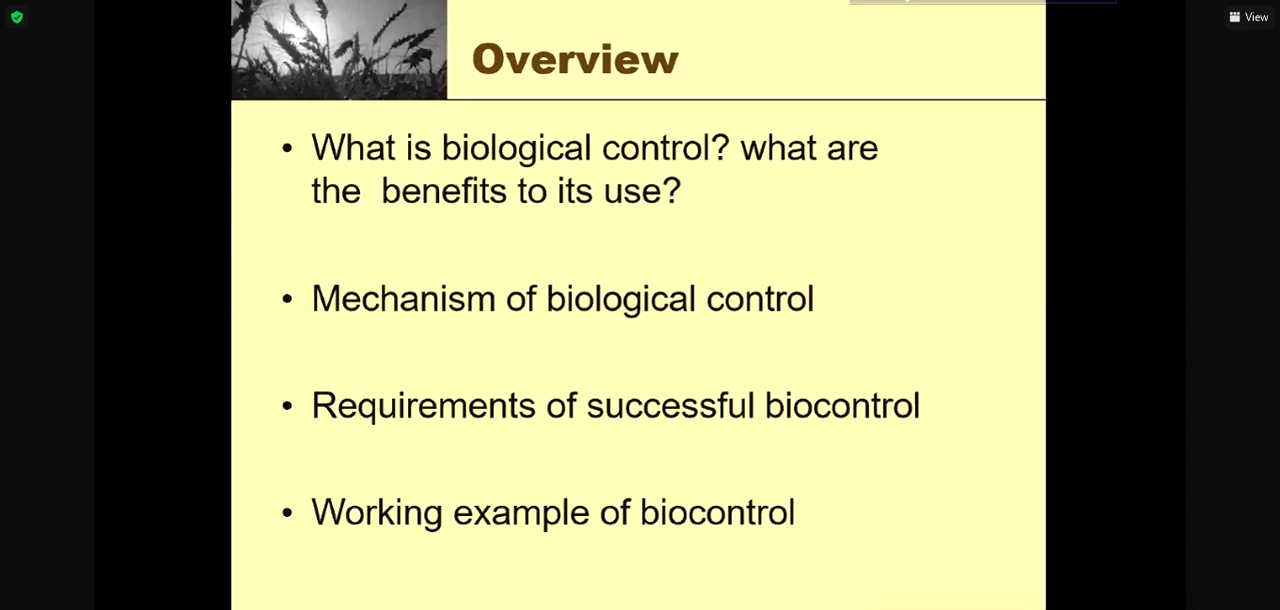 View
Overview
• What is biological control? what are
the  benefits to its use?
• Mechanism of biological control
• Requirements of successful biocontrol
• Working example of biocontrol